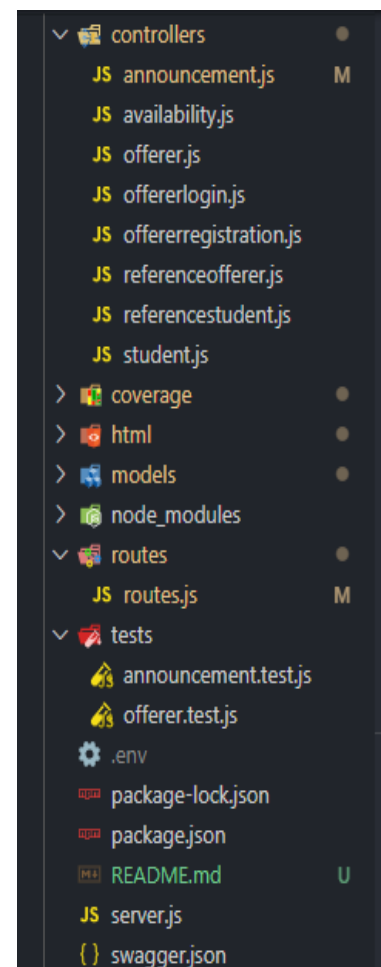 controllers
JS announcement.js M
JS availability.js
JS offerer.js
JS offererlogin.js
JS offererregistration.js
JS referenceofferer.js
JS referencestudent.js
JS student.js
coverage
html
models
node_modules
routes
JS routes.js M
tests
announcement.test.js
offerer.test.js
.env
npm package-lock.json
npm package.json
README.md U
JS server.js
{ } swagger.json